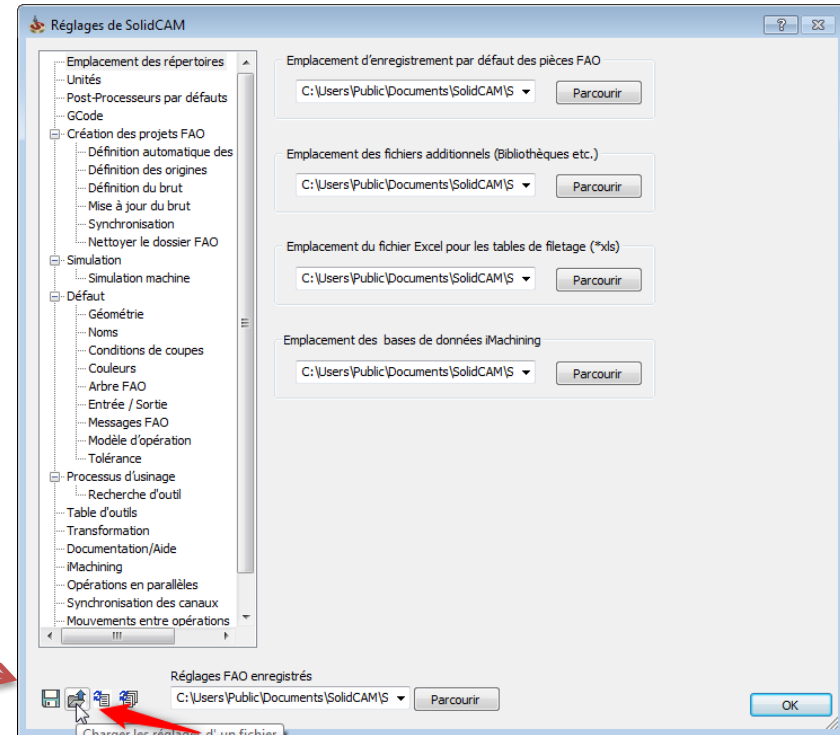 Réglages de SolidCAM
Emplacement des répertoires
Unités
Post-Processeurs par défauts
GCode
Création des projets FAO
Définition automatique des
Définition des origines
Définition du brut
Mise à jour du brut
Synchronisation
Nettoyer le dossier FAO
Simulation
Simulation machine
Défaut
Géométrie
Noms
Conditions de coupes
Couleurs
Arbre FAO
Entrée / Sortie
Messages FAO
Modèle d'opération
Tolérance
Processus d'usinage
Recherche d'outil
Table d'outils
Transformation
Documentation/Aide
iMachining
Opérations en parallèles
Synchronisation des canaux
Mouvements entre opérations
Emplacement d'enregistrement par défaut des pièces FAO
C:\Users\Public\Documents\SolidCAM\S Parcourir
Emplacement des fichiers additionnels (Bibliothèques etc.)
C:\Users\Public\Documents\SolidCAM\S Parcourir
Emplacement du fichier Excel pour les tables de filetage (*xls)
C:\Users\Public\Documents\SolidCAM\S Parcourir
Emplacement des bases de données iMachining
C:\Users\Public\Documents\SolidCAM\S Parcourir
Réglages FAO enregistrés
C:\Users\Public\Documents\SolidCAM\S Parcourir
OK
Charger les réglages d' un fichier